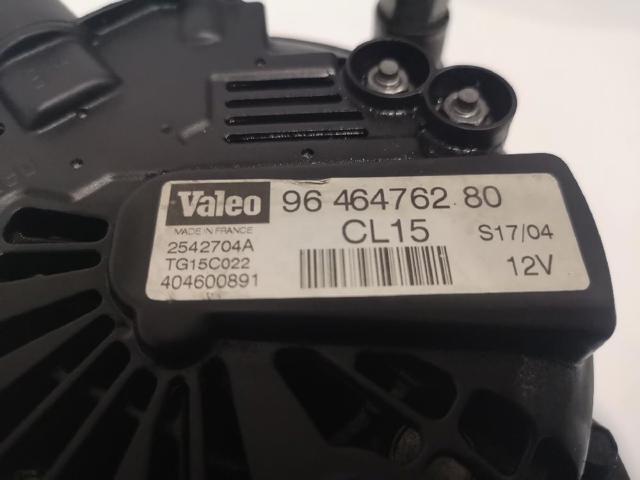 Valeo 96 464762 80
MADE IN FRANCE CL15 S17/04
2542704A
TG15C022 12V
404600891